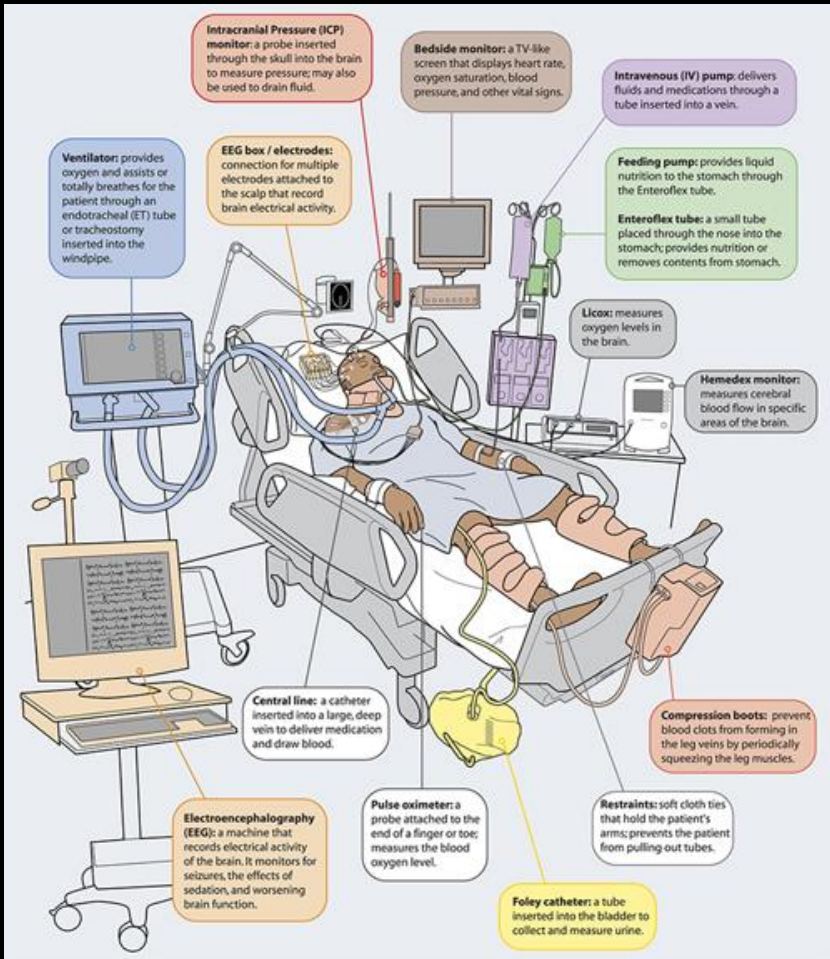 Intracranial Pressure (ICP)
monitor: a probe inserted
through the skull into the brain
to measure pressure; may also
be used to drain fluid.
Bedside monitor: a TV-like
screen that displays heart rate,
oxygen saturation, blood
pressure, and other vital signs.
Intravenous (IV) pump: delivers
fluids and medications through a
tube inserted into a vein.
Ventilator: provides
oxygen and assists or
totally breathes for the
patient through an
endotracheal (ET) tube
or tracheostomy
inserted into the
windpipe.
EEG box / electrodes:
connection for multiple
electrodes attached to
the scalp that record
brain electrical activity.
Feeding pump: provides liquid
nutrition to the stomach through
the Enteroflex tube.
Enteroflex tube: a small tube
placed through the nose into the
stomach; provides nutrition or
removes contents from stomach.
Licox: measures
oxygen levels in
the brain.
Hemedex monitor:
measures cerebral
blood flow in specific
areas of the brain.
Central line: a catheter
inserted into a large, deep
vein to deliver medication
and draw blood.
Compression boots: prevent
blood clots from forming in
the leg veins by periodically
squeezing the leg muscles.
Electroencephalography
(EEG): a machine that
records electrical activity
of the brain. It monitors for
seizures, the effects of
sedation, and worsening
brain function.
Pulse oximeter: a
probe attached to the
end of a finger or toe;
measures the blood
oxygen level.
Restraints: soft cloth ties
that hold the patient's
arms; prevents the patient
from pulling out tubes.
Foley catheter: a tube
inserted into the bladder to
collect and measure urine.